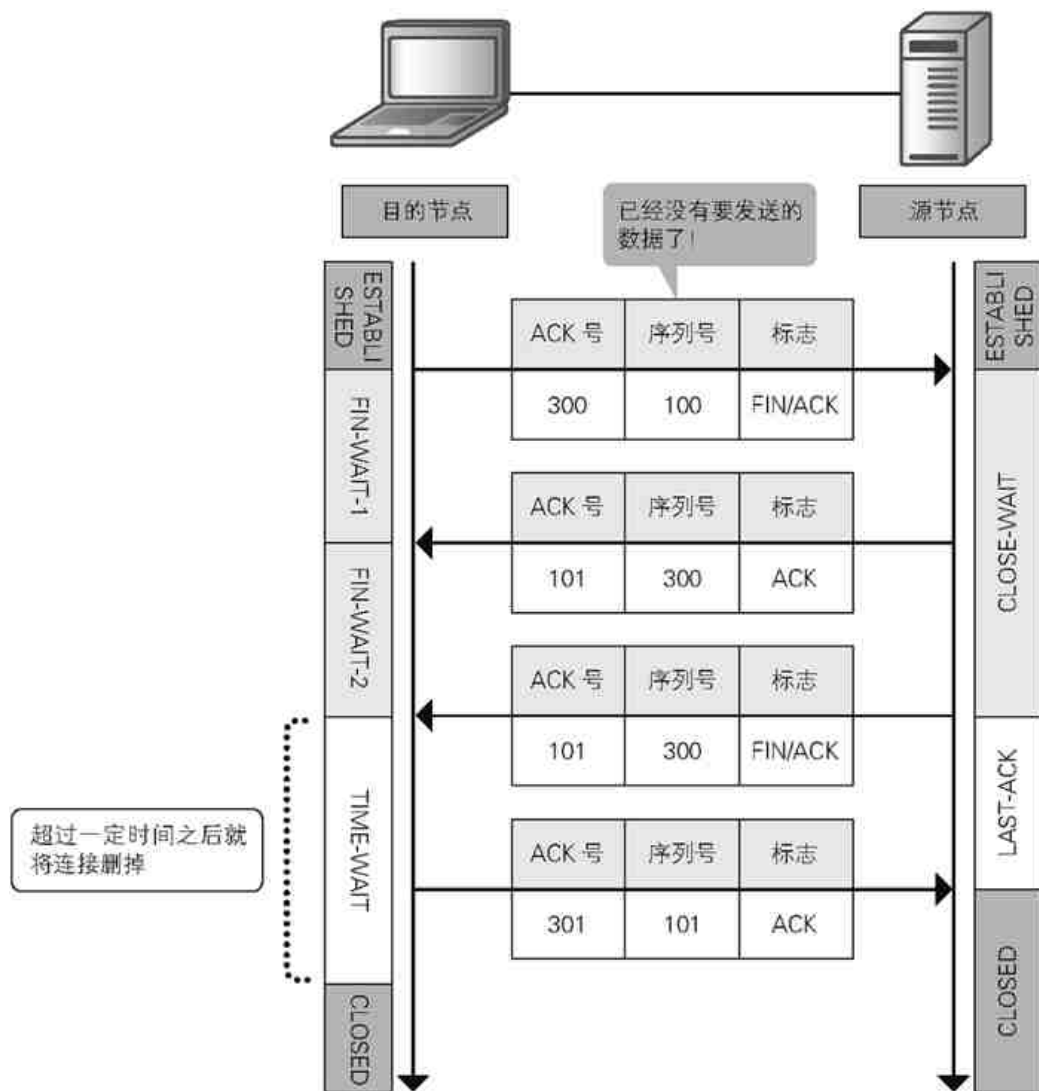 目的节点
已经没有要发送的
数据了!
源节点
ESTABLI
SHED
ESTABLI
SHED
ACK 号 序列号 标志
300 100 FIN/ACK
FIN-WAIT-1
CLOSE-WAIT
ACK 号 序列号 标志
101 300 ACK
FIN-WAIT-2
ACK 号 序列号 标志
101 300 FIN/ACK
超过一定时间之后就
将连接删掉
TIME-WAIT
LAST-ACK
ACK 号 序列号 标志
301 101 ACK
CLOSED
CLOSED